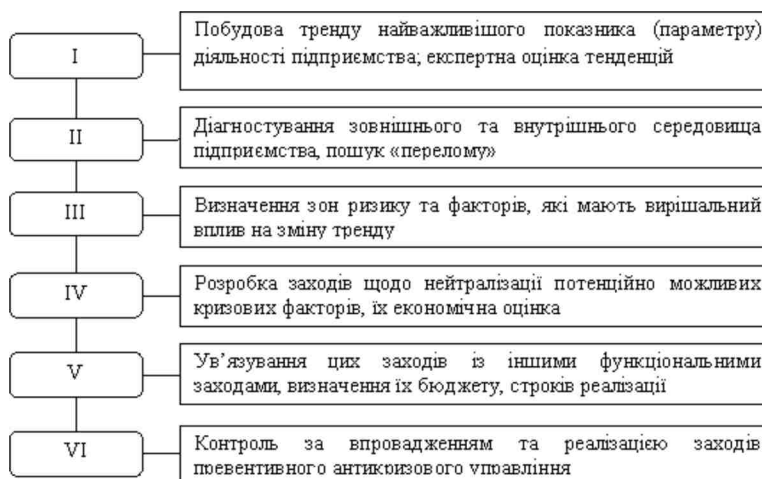 I
Побудова тренду найважливішого показника (параметру)
діяльності підприємства; експертна оцінка тенденцій
II
Діагностування зовнішнього та внутрішнього середовища
підприємства, пошук «перелому»
III
Визначення зон ризику та факторів, які мають вирішальний
вплив на зміну тренду
IV
Розробка заходів щодо нейтралізації потенційно можливих
кризових факторів, їх економічна оцінка
V
Ув’язування цих заходів із іншими функціональними
заходами, визначення їх бюджету, строків реалізації
VI
Контроль за впровадженням та реалізацією заходів
превентивного антикризового управління